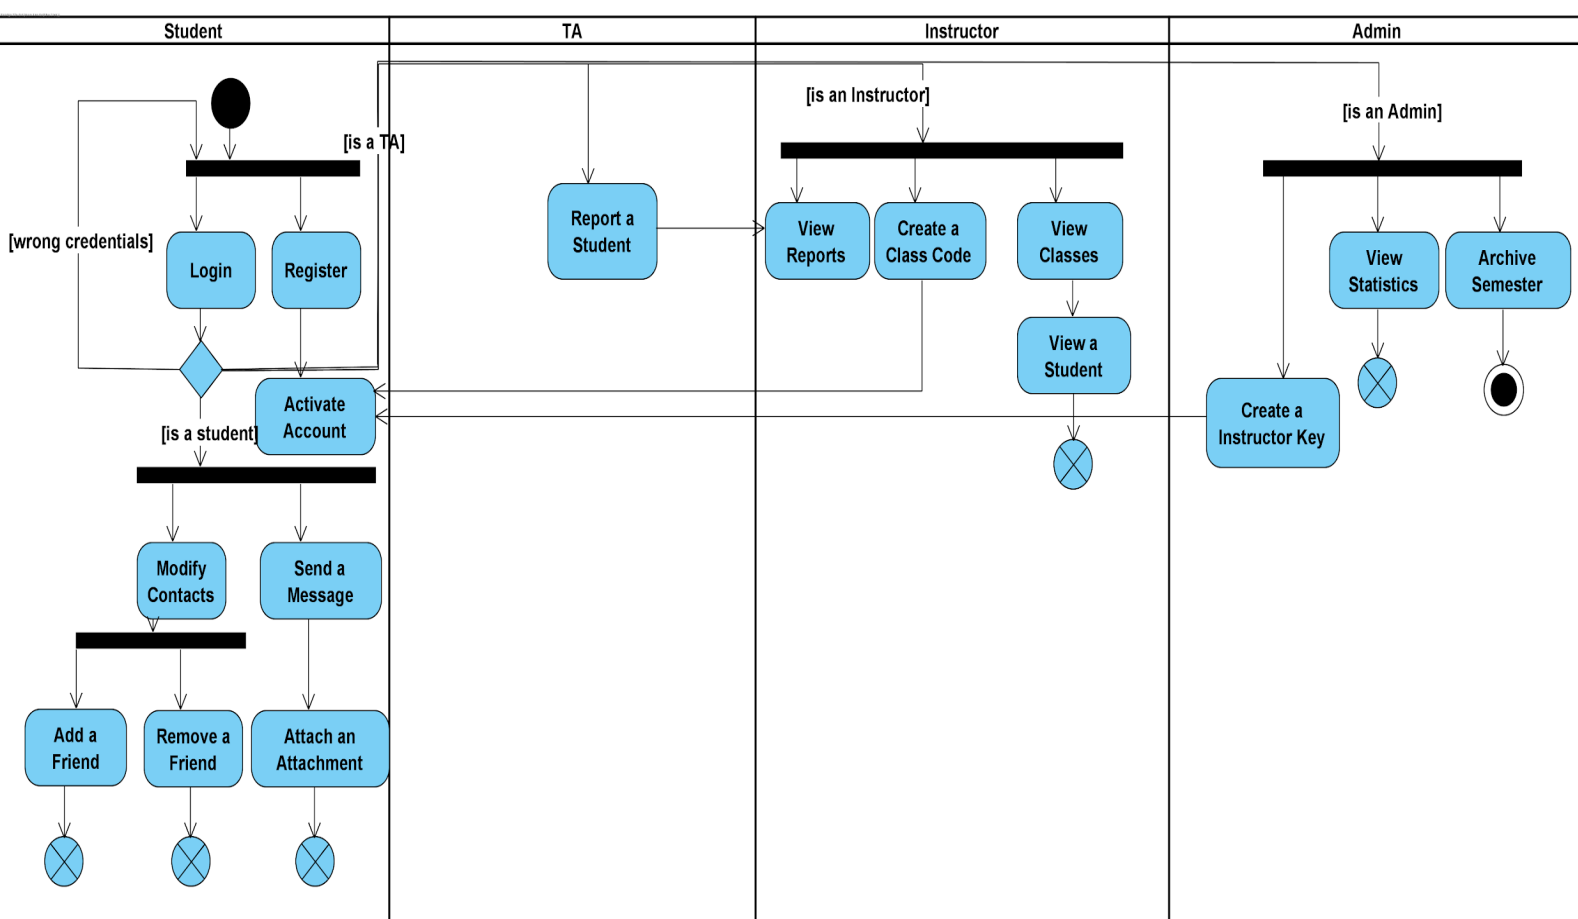 Student
TA
Instructor
Admin
[is an Instructor]
[is an Admin]
[is a TA]
[wrong credentials]
Login
Register
Report a
Student
View
Reports
Create a
Class Code
View
Classes
View
Statistics
Archive
Semester
View a
Student
Activate
Account
Create a
Instructor Key
[is a student]
Modify
Contacts
Send a
Message
Add a
Friend
Remove a
Friend
Attach an
Attachment